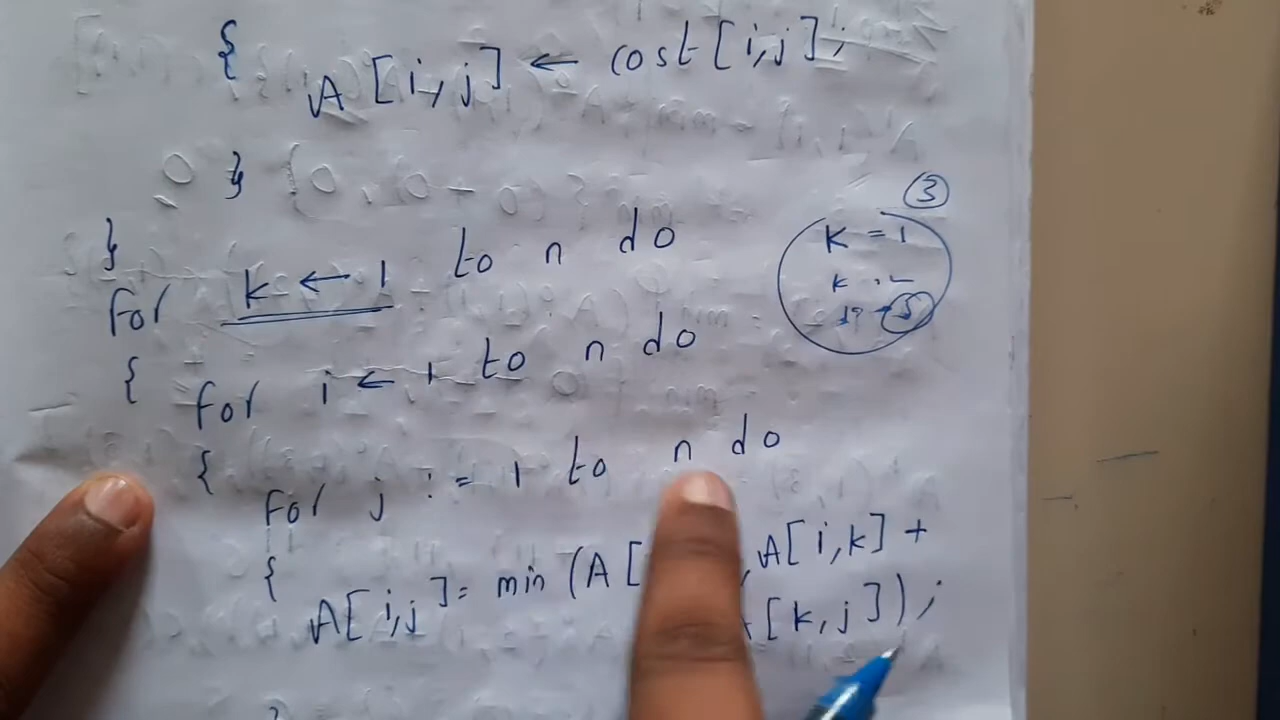 {
A[i,j] ← cost[i,j];
}
}
for k ← 1 to n do
{
for i ← 1 to n do
{
for j := 1 to n do
{
A[i,j] = min (A[ , A[i,k] +
[k,j]);
}
3
K = 1
k